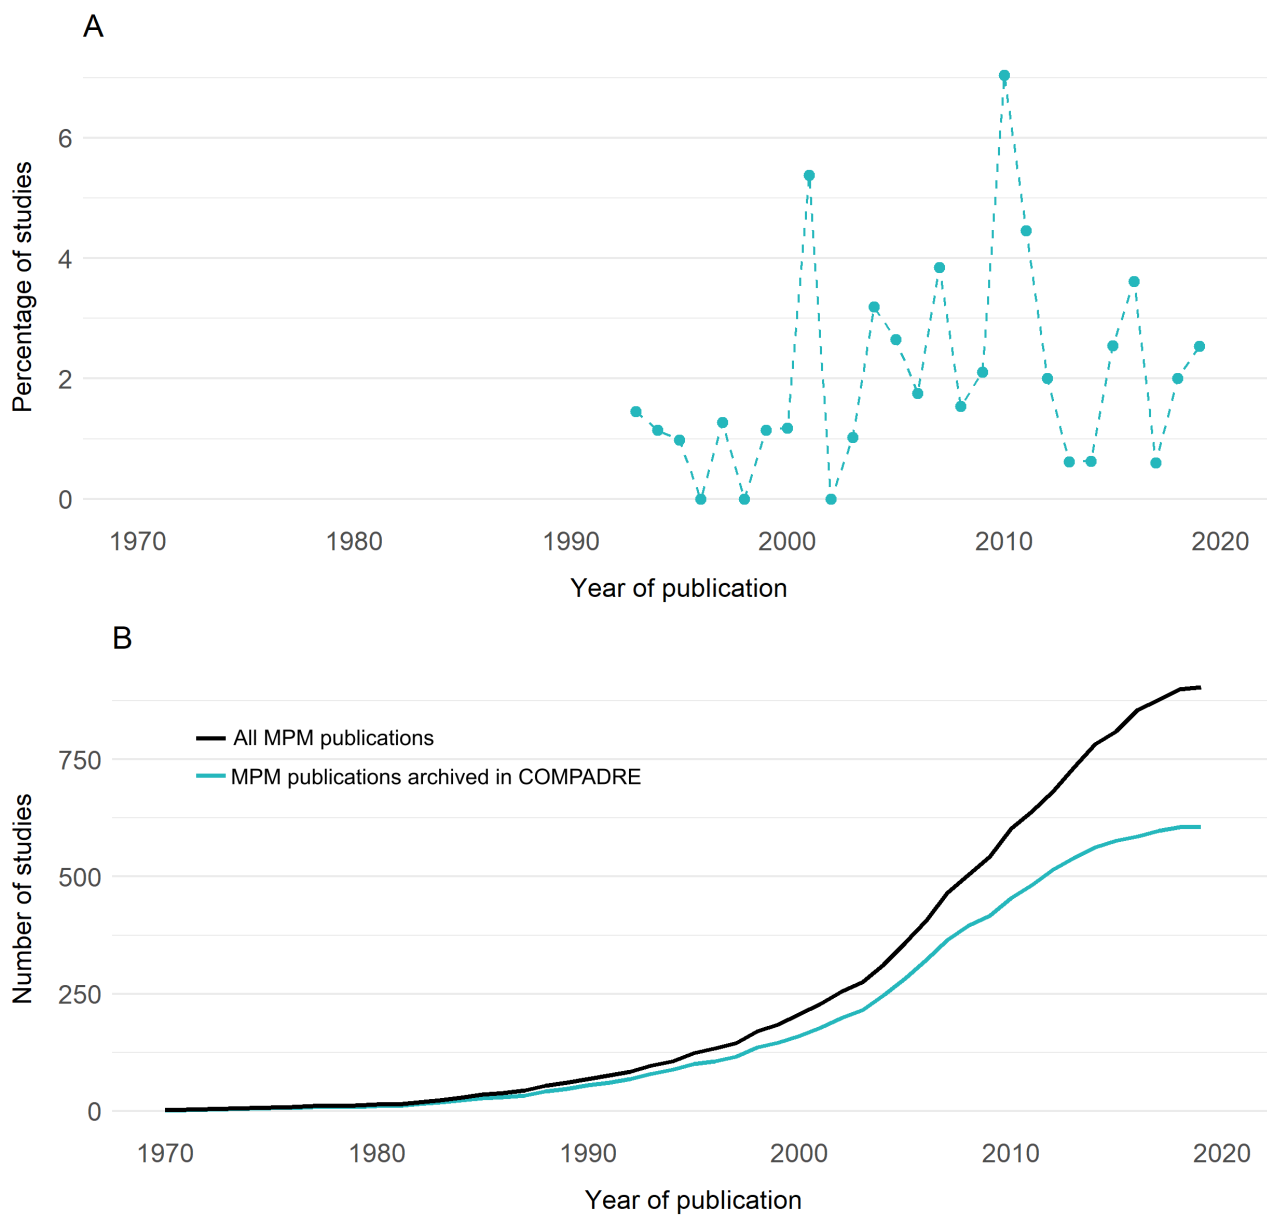 A
Percentage of studies
6
4
2
0
1970 1980 1990 2000 2010 2020
Year of publication
B
Number of studies
All MPM publications
MPM publications archived in COMPADRE
750
500
250
0
1970 1980 1990 2000 2010 2020
Year of publication